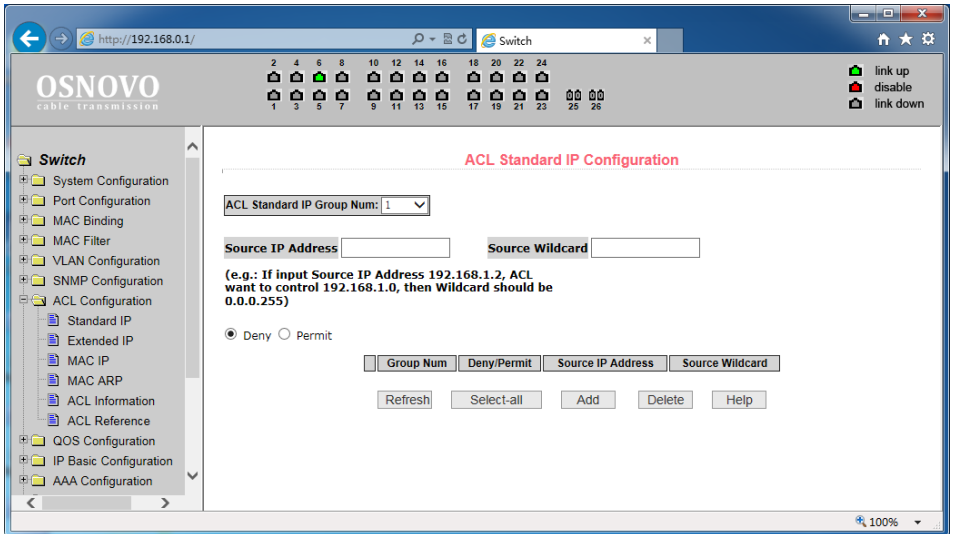 http://192.168.0.1/
Switch
OSNOVO
cable transmission
2 4 6 8 10 12 14 16 18 20 22 24
1 3 5 7 9 11 13 15 17 19 21 23 25 26
link up
disable
link down
Switch
System Configuration
Port Configuration
MAC Binding
MAC Filter
VLAN Configuration
SNMP Configuration
ACL Configuration
Standard IP
Extended IP
MAC IP
MAC ARP
ACL Information
ACL Reference
QOS Configuration
IP Basic Configuration
AAA Configuration
ACL Standard IP Configuration
ACL Standard IP Group Num: 1
Source IP Address Source Wildcard
(e.g.: If input Source IP Address 192.168.1.2, ACL
want to control 192.168.1.0, then Wildcard should be
0.0.0.255)
Deny Permit
Group Num Deny/Permit Source IP Address Source Wildcard
Refresh Select-all Add Delete Help
100%